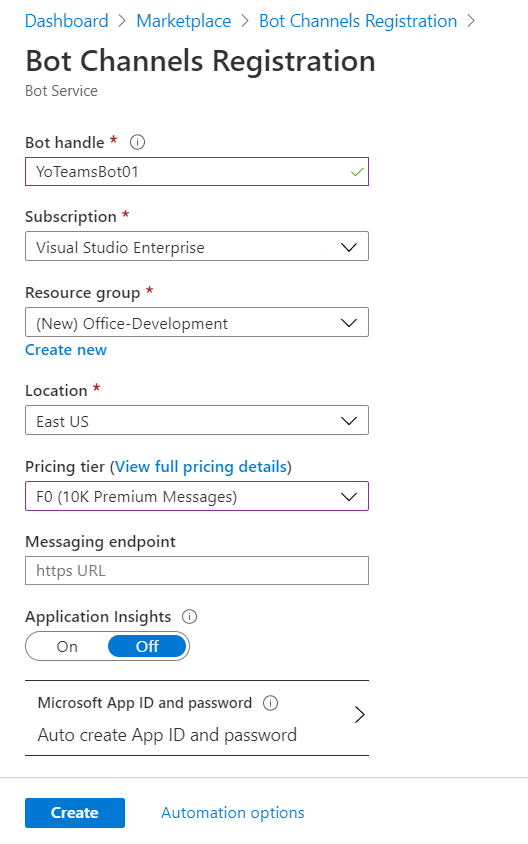 Dashboard > Marketplace > Bot Channels Registration >
Bot Channels Registration
Bot Service
Bot handle *
YoTeamsBot01
Subscription *
Visual Studio Enterprise
Resource group *
(New) Office-Development
Create new
Location *
East US
Pricing tier (View full pricing details)
F0 (10K Premium Messages)
Messaging endpoint
https URL
Application Insights
On Off
Microsoft App ID and password
Auto create App ID and password
Create Automation options